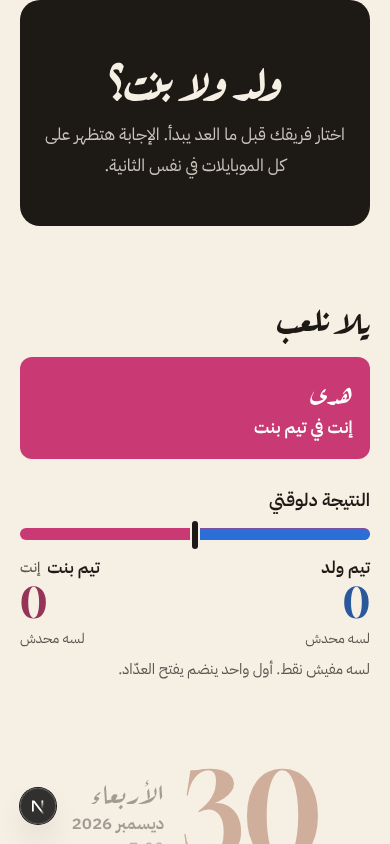 ولد ولا بنت؟
اختار فريقك قبل ما العد يبدأ. الإجابة هتظهر على
كل الموبايلات في نفس الثانية.
يلا نلعب
هدى
إنت في تيم بنت
النتيجة دلوقتي
تيم ولد
0
لسه محدش
تيم بنت إنت
0
لسه محدش
لسه مفيش نقط. أول واحد ينضم يفتح العدّاد.
30
الأربعاء
ديسمبر 2026
N